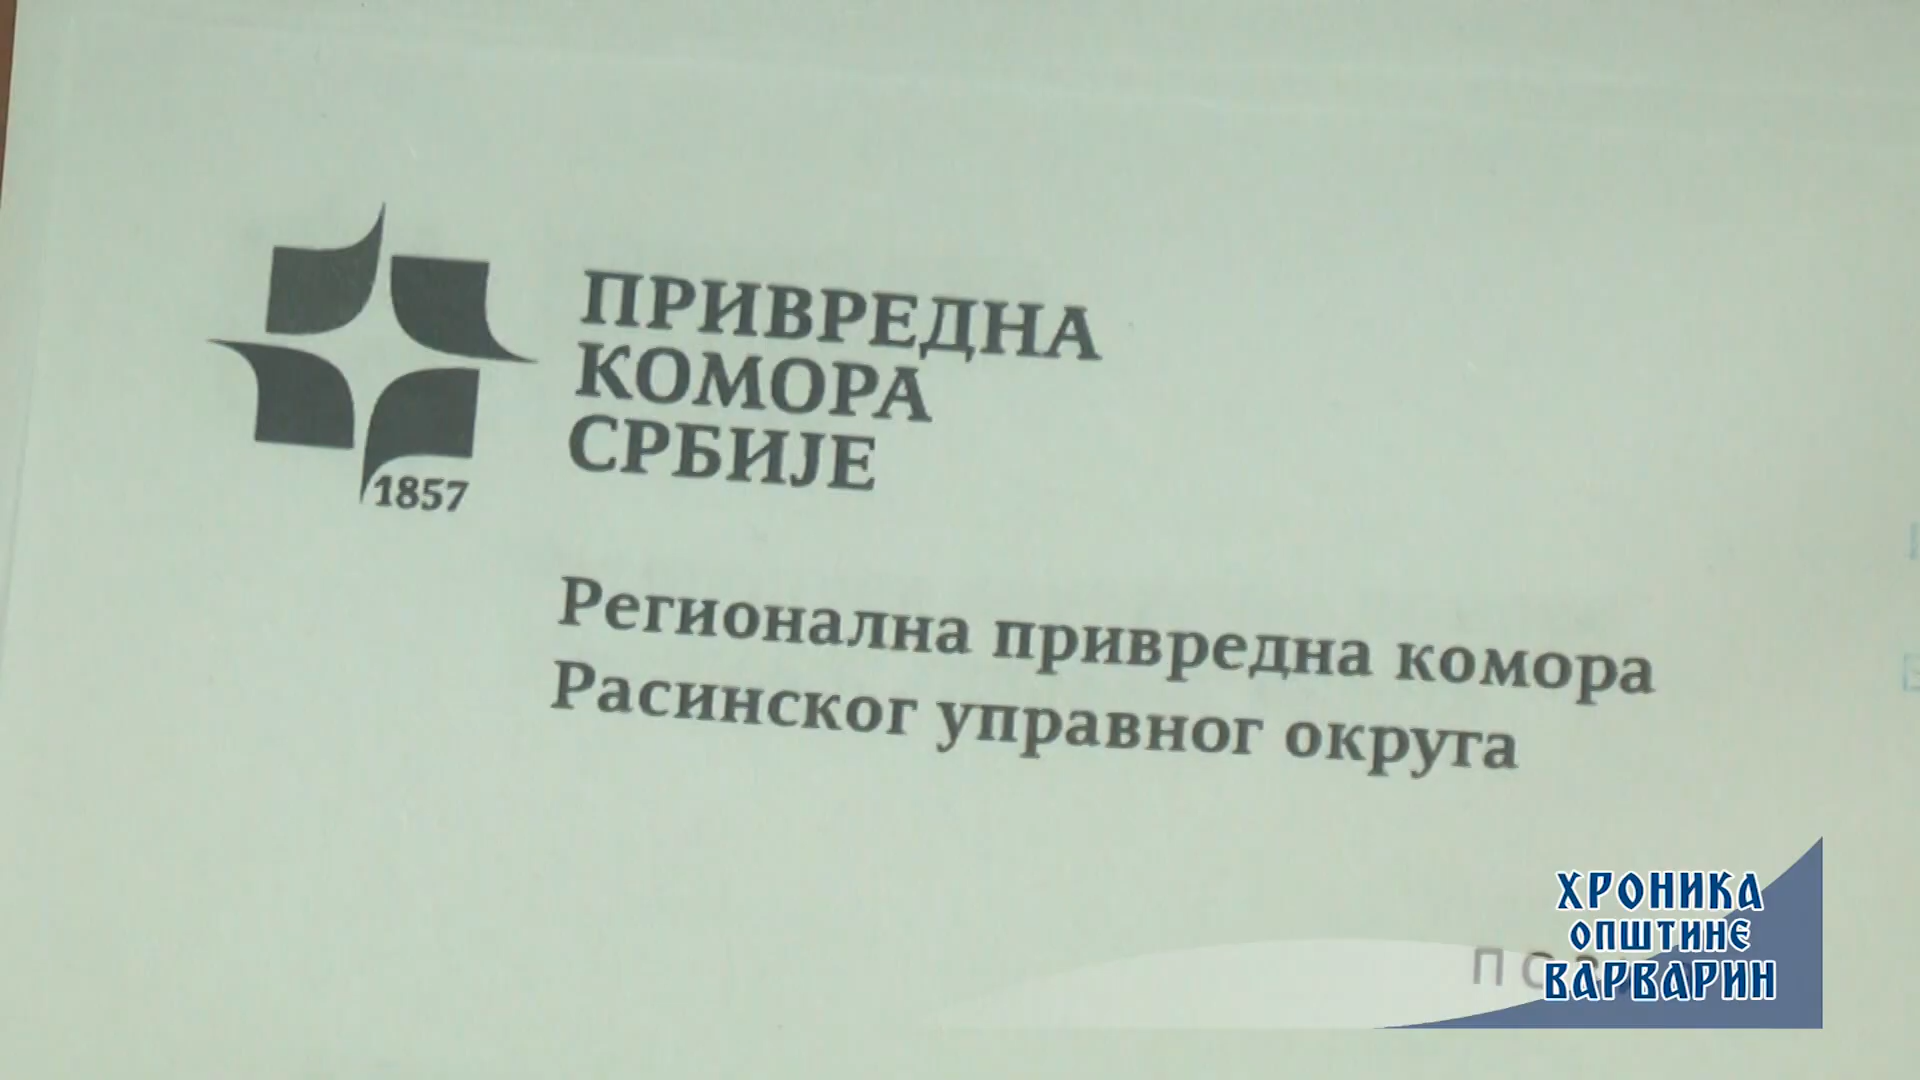 ПРИВРЕДНА
КОМОРА
СРБИЈЕ
1857
Регионална привредна комора
Расинског управног округа
ХРОНИКА
ОПШТИНЕ
ВАРВАРИН